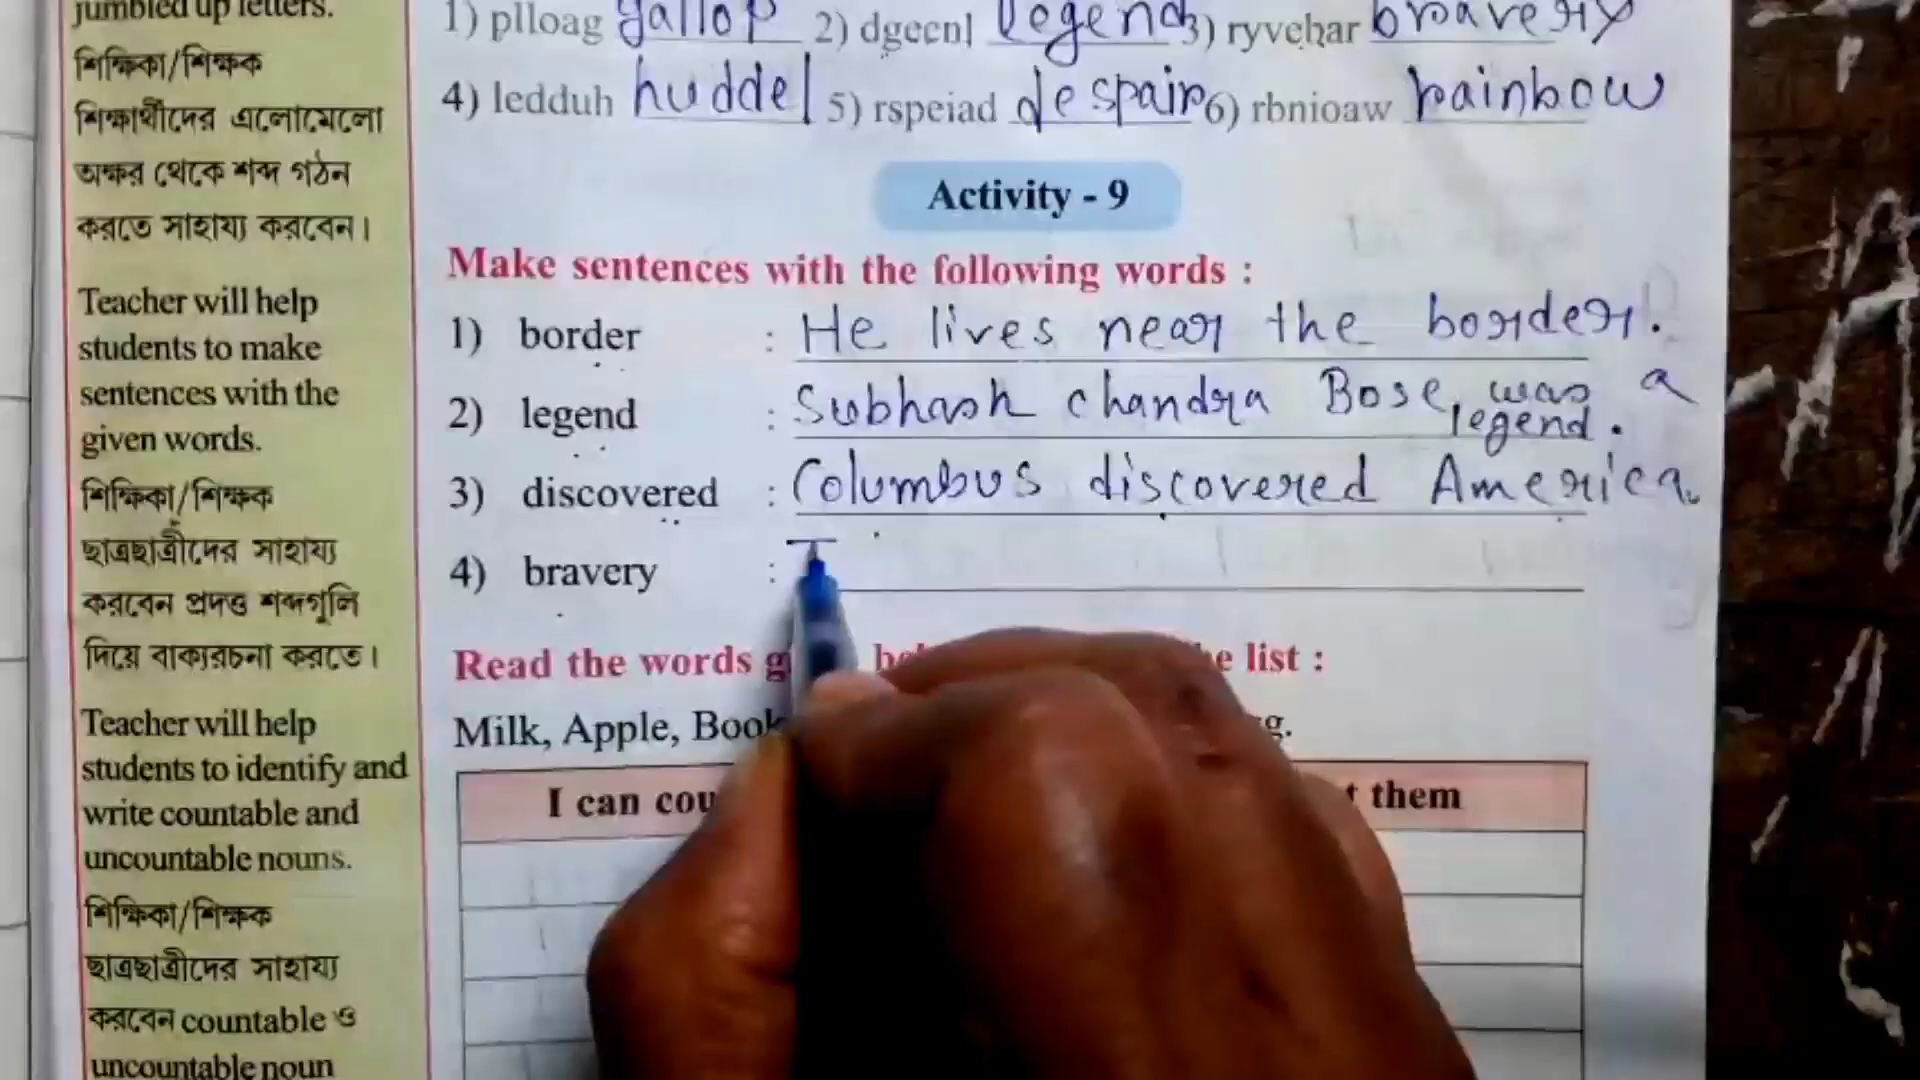 jumbled up letters.
শিক্ষিকা/শিক্ষক
শিক্ষার্থীদের এলোমেলো
অক্ষর থেকে শব্দ গঠন
করতে সাহায্য করবেন।
Teacher will help
students to make
sentences with the
given words.
শিক্ষিকা/শিক্ষক
ছাত্রছাত্রীদের সাহায্য
করবেন প্রদত্ত শব্দগুলি
দিয়ে বাক্যরচনা করতে।
Teacher will help
students to identify and
write countable and
uncountable nouns.
শিক্ষিকা/শিক্ষক
ছাত্রছাত্রীদের সাহায্য
করবেন countable ও
uncountable noun
1) plloag gallop 2) dgeenl legend 3) ryvebar bravery
4) ledduh huddel 5) rspeiad despair 6) rbnioaw rainbow
Activity - 9
Make sentences with the following words :
1) border : He lives near the border.
2) legend : Subhash chandra Bose was a
legend.
3) discovered : Columbus discovered America.
4) bravery :
Read the words list :
Milk, Apple, Book
I can them